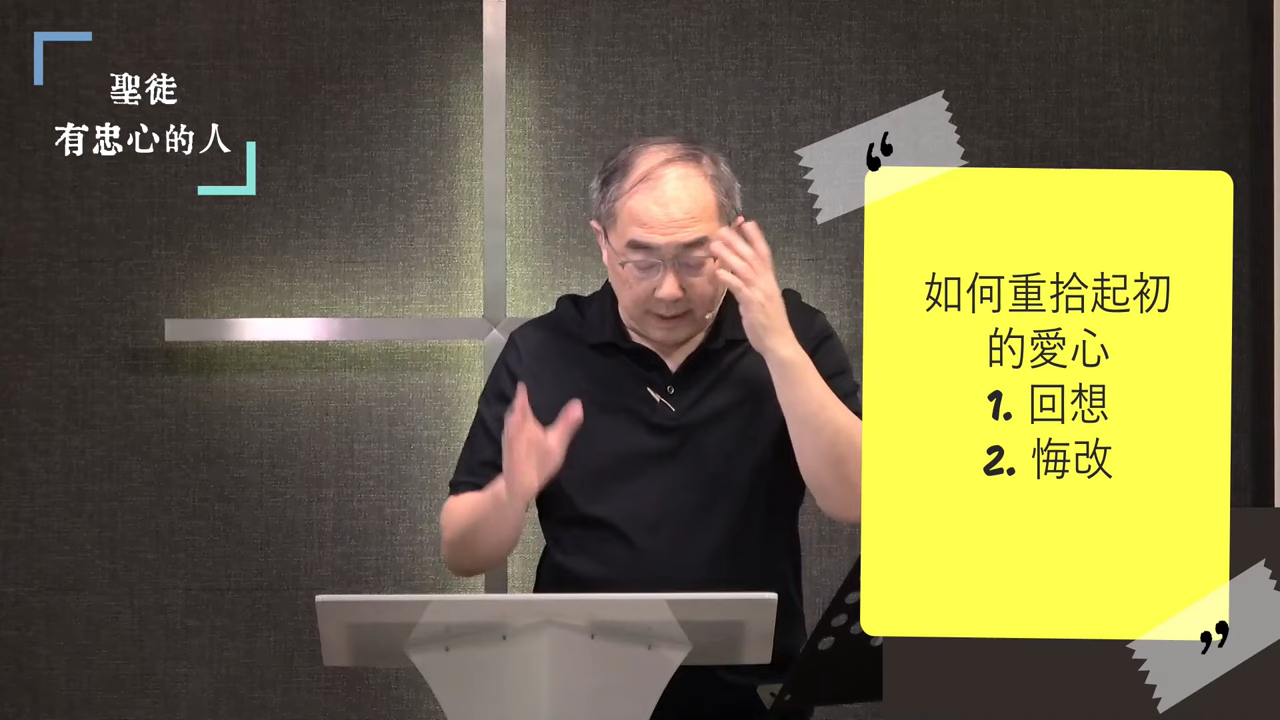 聖徒
有忠心的人
“
如何重拾起初
的愛心
1. 回想
2. 悔改
”